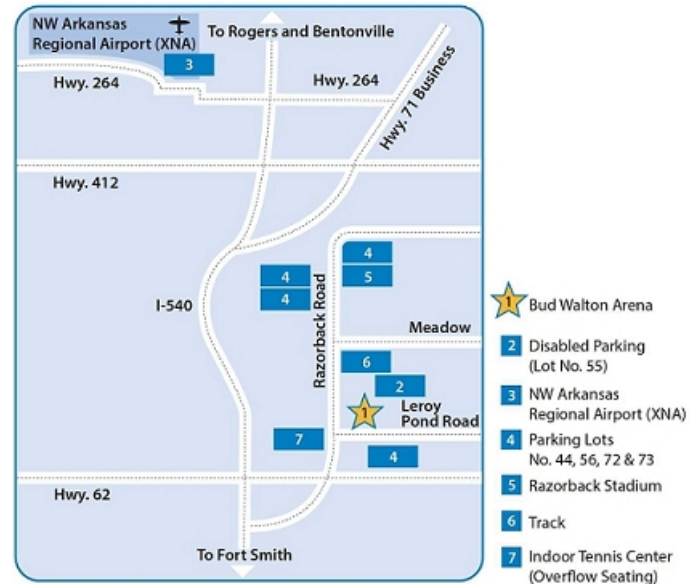 NW Arkansas
Regional Airport (XNA)
To Rogers and Bentonville
3
Hwy. 264
Hwy. 264
Hwy. 71 Business
Hwy. 412
4
5
4
4
I-540
Razorback Road
Meadow
6
2
1
Leroy
Pond Road
7
4
Hwy. 62
To Fort Smith
1 Bud Walton Arena
2 Disabled Parking
(Lot No. 55)
3 NW Arkansas
Regional Airport (XNA)
4 Parking Lots
No. 44, 56, 72 & 73
5 Razorback Stadium
6 Track
7 Indoor Tennis Center
(Overflow Seating)